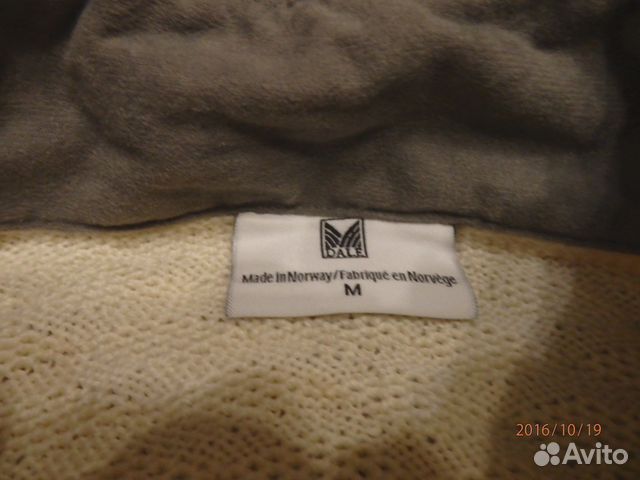 DALE
Made in Norway/Fabriqué en Norvège
M
2016/10/19
Avito